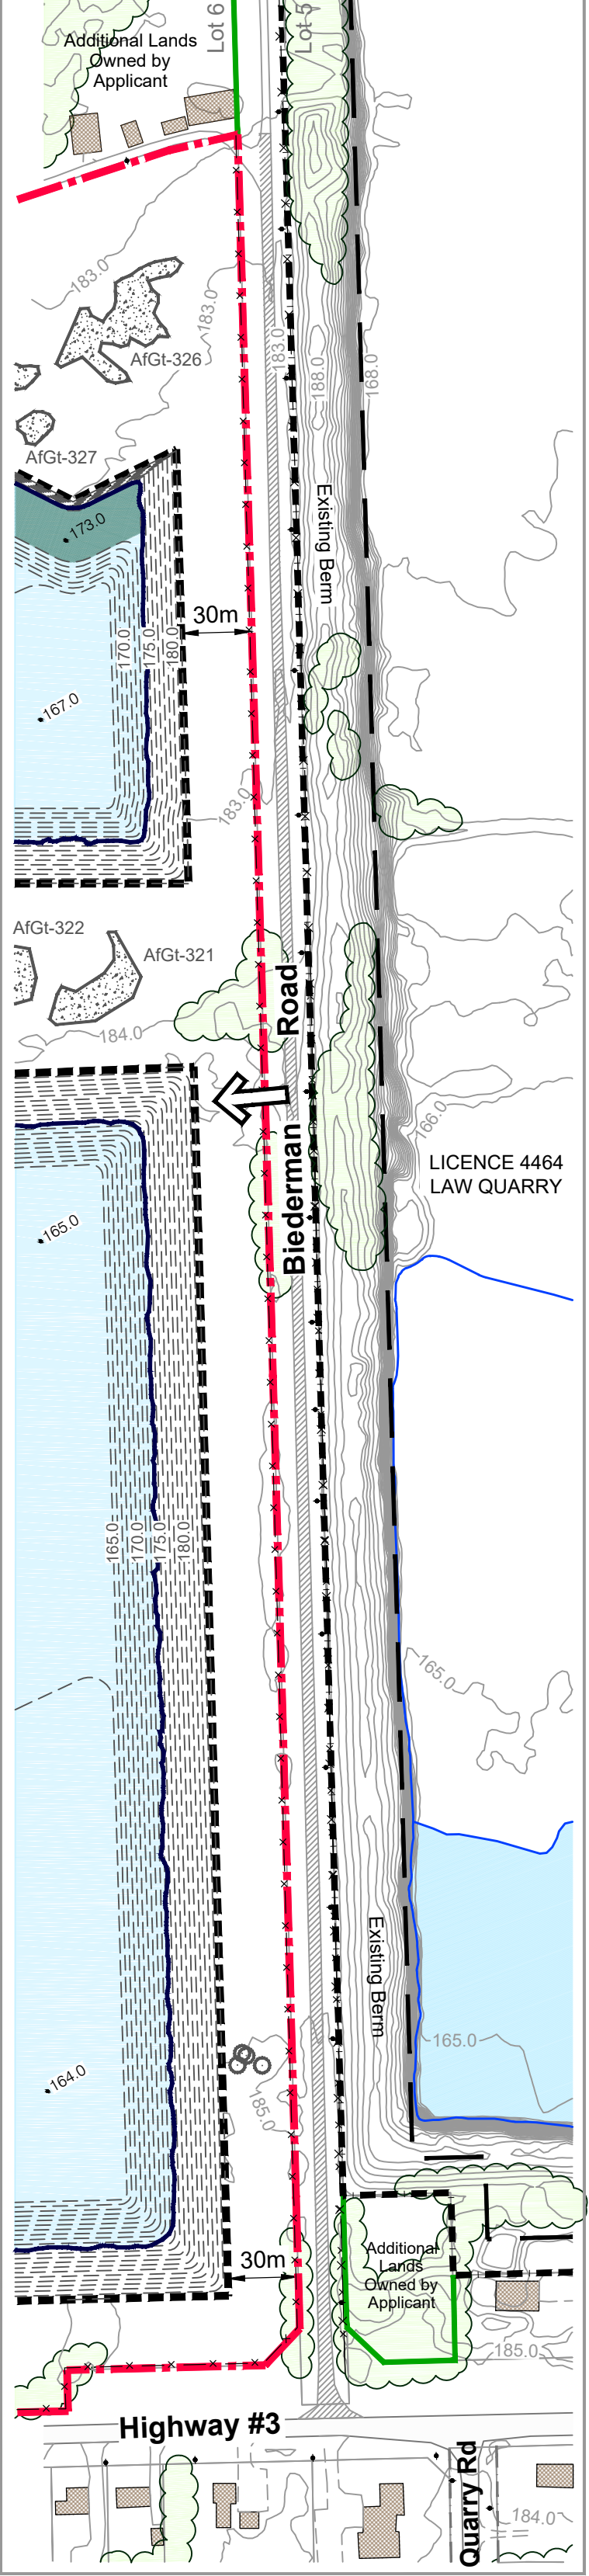 Lot 6
Lot 5
Additional Lands
Owned by
Applicant
183.0
183.0
183.0
188.0
168.0
AfGt-326
AfGt-327
Existing Berm
173.0
30m
170.0
175.0
180.0
167.0
183.0
AfGt-322
AfGt-321
184.0
Biederman Road
166.0
LICENCE 4464
LAW QUARRY
165.0
165.0
170.0
175.0
180.0
165.0
Existing Berm
164.0
185.0
165.0
30m
Additional
Lands
Owned by
Applicant
185.0
Highway #3
Quarry Rd
184.0